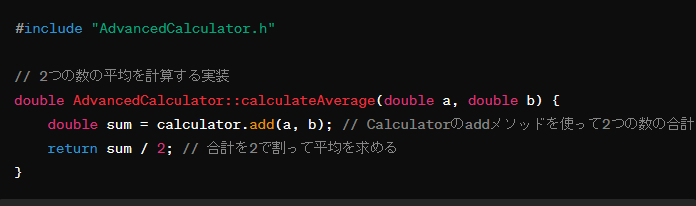 #include "AdvancedCalculator.h"
// 2つの数の平均を計算する実装
double AdvancedCalculator::calculateAverage(double a, double b) {
    double sum = calculator.add(a, b); // Calculatorのaddメソッドを使って2つの数の合計
    return sum / 2; // 合計を2で割って平均を求める
}